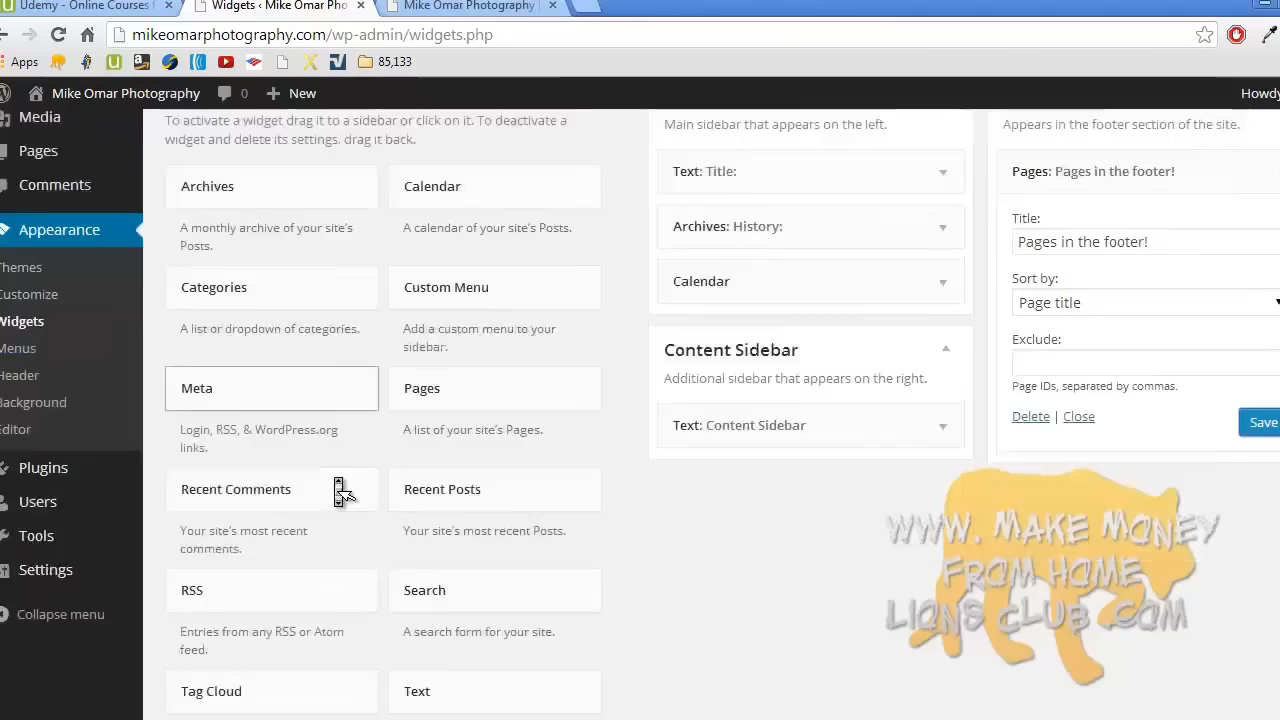 Udemy - Online Courses
Widgets ‹ Mike Omar Pho
Mike Omar Photography
mikeomarphotography.com/wp-admin/widgets.php
Apps
85,133
Mike Omar Photography
0
New
Howdy
Media
Pages
Comments
Appearance
Themes
Customize
Widgets
Menus
Header
Background
Editor
Plugins
Users
Tools
Settings
Collapse menu
To activate a widget drag it to a sidebar or click on it. To deactivate a
widget and delete its settings, drag it back.
Archives
A monthly archive of your site's
Posts.
Calendar
A calendar of your site's Posts.
Categories
A list or dropdown of categories.
Custom Menu
Add a custom menu to your
sidebar.
Meta
Login, RSS, & WordPress.org
links.
Pages
A list of your site's Pages.
Recent Comments
Your site's most recent
comments.
Recent Posts
Your site's most recent Posts.
RSS
Entries from any RSS or Atom
feed.
Search
A search form for your site.
Tag Cloud
Text
Main sidebar that appears on the left.
Text: Title:
Archives: History:
Calendar
Content Sidebar
Additional sidebar that appears on the right.
Text: Content Sidebar
Appears in the footer section of the site.
Pages: Pages in the footer!
Title:
Pages in the footer!
Sort by:
Page title
Exclude:
Page IDs, separated by commas.
Delete | Close
Save
WWW. MAKE MONEY
FROM HOME
LIONS CLUB .COM